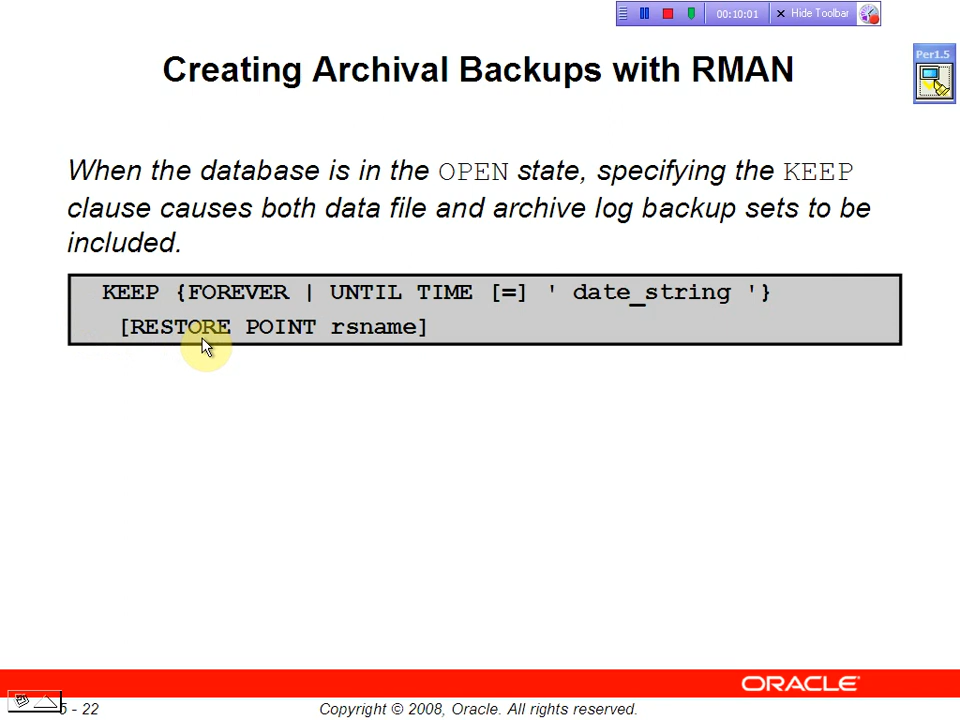 00:10:01
Hide Toolbar
Creating Archival Backups with RMAN
Per1.5
When the database is in the OPEN state, specifying the KEEP
clause causes both data file and archive log backup sets to be
included.
KEEP {FOREVER | UNTIL TIME [=] ' date_string '}
[RESTORE POINT rsname]
ORACLE
5 - 22
Copyright © 2008, Oracle. All rights reserved.